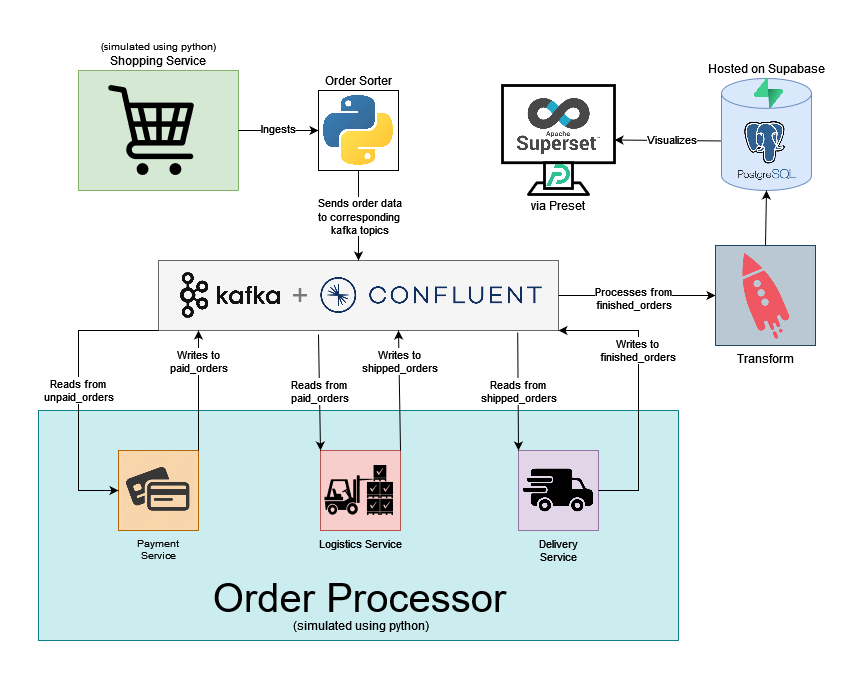 (simulated using python)
Shopping Service
Ingests
Order Sorter
Sends order data
to corresponding
kafka topics
Apache
Superset™
via Preset
Visualizes
Hosted on Supabase
PostgreSQL
kafka + CONFLUENT
Processes from
finished_orders
Transform
Reads from
unpaid_orders
Writes to
paid_orders
Reads from
paid_orders
Writes to
shipped_orders
Reads from
shipped_orders
Writes to
finished_orders
Payment
Service
Logistics Service
Delivery
Service
Order Processor
(simulated using python)